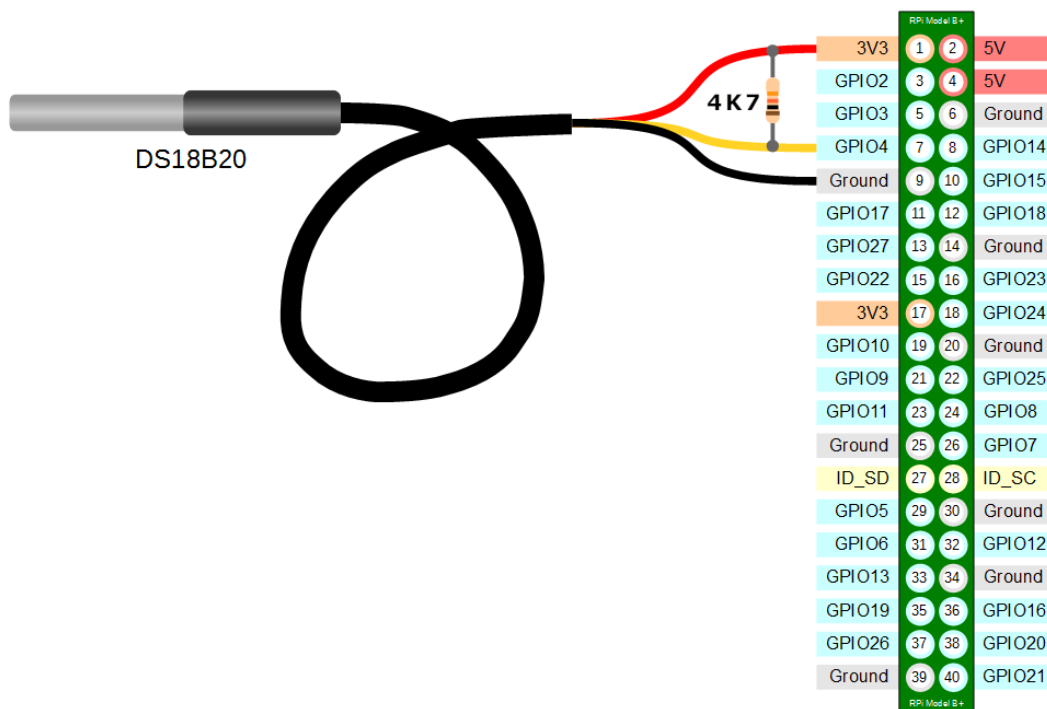 RPi Model B+
3V3 1 2 5V
GPIO2 3 4 5V
4K7
GPIO3 5 6 Ground
GPIO4 7 8 GPIO14
DS18B20
Ground 9 10 GPIO15
GPIO17 11 12 GPIO18
GPIO27 13 14 Ground
GPIO22 15 16 GPIO23
3V3 17 18 GPIO24
GPIO10 19 20 Ground
GPIO9 21 22 GPIO25
GPIO11 23 24 GPIO8
Ground 25 26 GPIO7
ID_SD 27 28 ID_SC
GPIO5 29 30 Ground
GPIO6 31 32 GPIO12
GPIO13 33 34 Ground
GPIO19 35 36 GPIO16
GPIO26 37 38 GPIO20
Ground 39 40 GPIO21
RPi Model B+